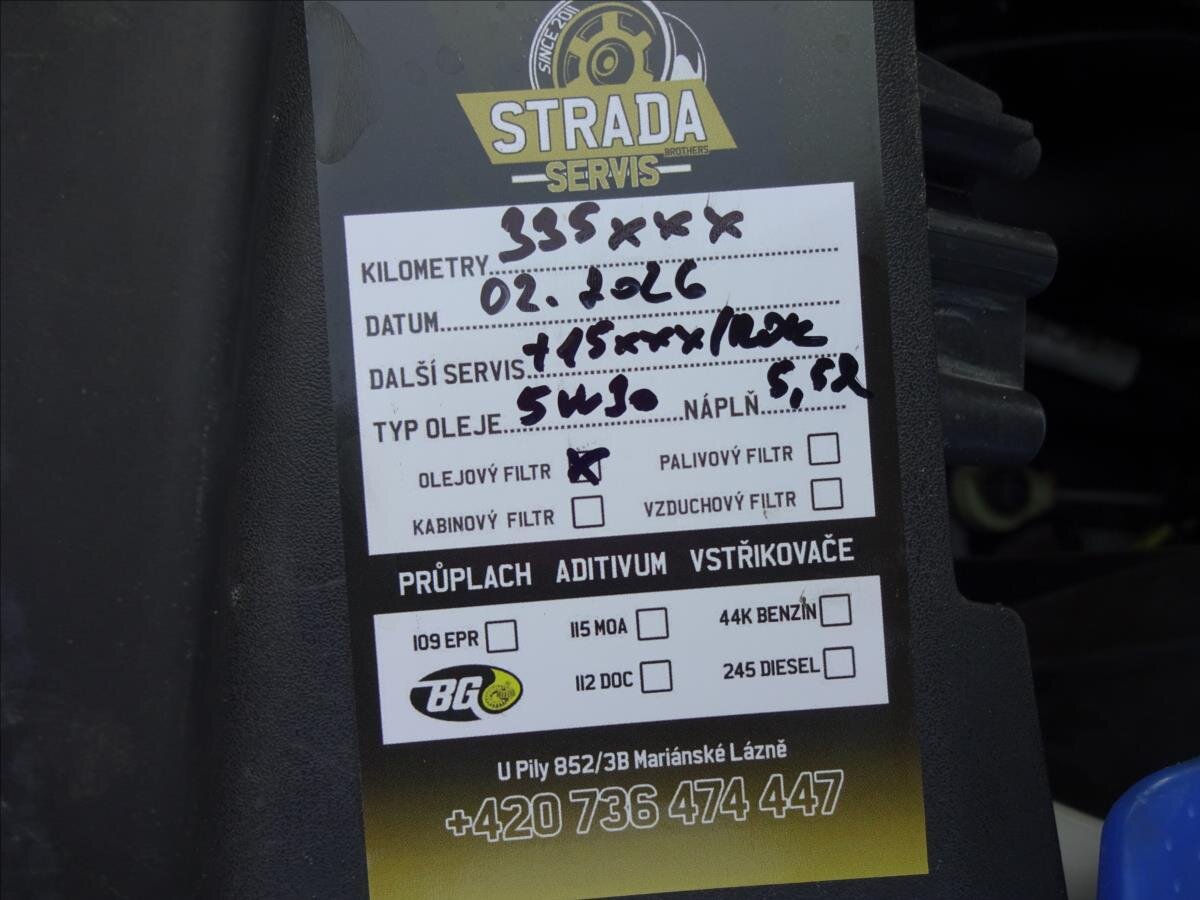 SINCE 2011
STRADA
BROTHERS
SERVIS
KILOMETRY 335xxx
DATUM 02.2026
DALŠÍ SERVIS +15xxx/ROK
TYP OLEJE 5W30 NÁPLŇ 5,5l
OLEJOVÝ FILTR x PALIVOVÝ FILTR
KABINOVÝ FILTR VZDUCHOVÝ FILTR
PRŮPLACH ADITIVUM VSTŘIKOVAČE
109 EPR 115 MOA 44K BENZÍN
BG 112 DOC 245 DIESEL
U Pily 852/3B Mariánské Lázně
+420 736 474 447